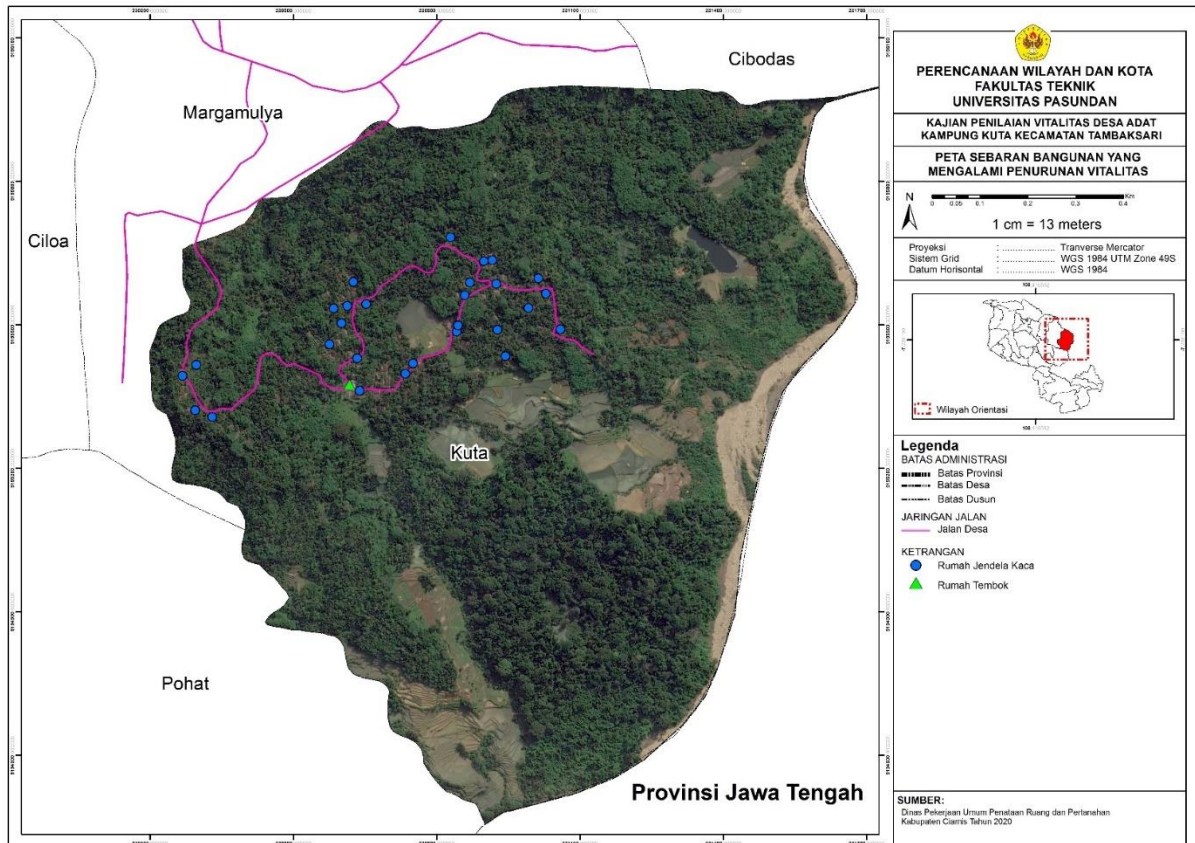 Cibodas
Margamulya
Ciloa
Kuta
Pohat
Provinsi Jawa Tengah
PERENCANAAN WILAYAH DAN KOTA
FAKULTAS TEKNIK
UNIVERSITAS PASUNDAN
KAJIAN PENILAIAN VITALITAS DESA ADAT
KAMPUNG KUTA KECAMATAN TAMBAKSARI
PETA SEBARAN BANGUNAN YANG
MENGALAMI PENURUNAN VITALITAS
N
Km
0 0.05 0.1 0.2 0.3 0.4
1 cm = 13 meters
Proyeksi : ..................... Tranverse Mercator
Sistem Grid : ..................... WGS 1984 UTM Zone 49S
Datum Horisontal : ..................... WGS 1984
Wilayah Orientasi
Legenda
BATAS ADMINISTRASI
Batas Provinsi
Batas Desa
Batas Dusun
JARINGAN JALAN
Jalan Desa
KETRANGAN
Rumah Jendela Kaca
Rumah Tembok
SUMBER:
Dinas Pekerjaan Umum Penataan Ruang dan Pertanahan
Kabupaten Ciamis Tahun 2020